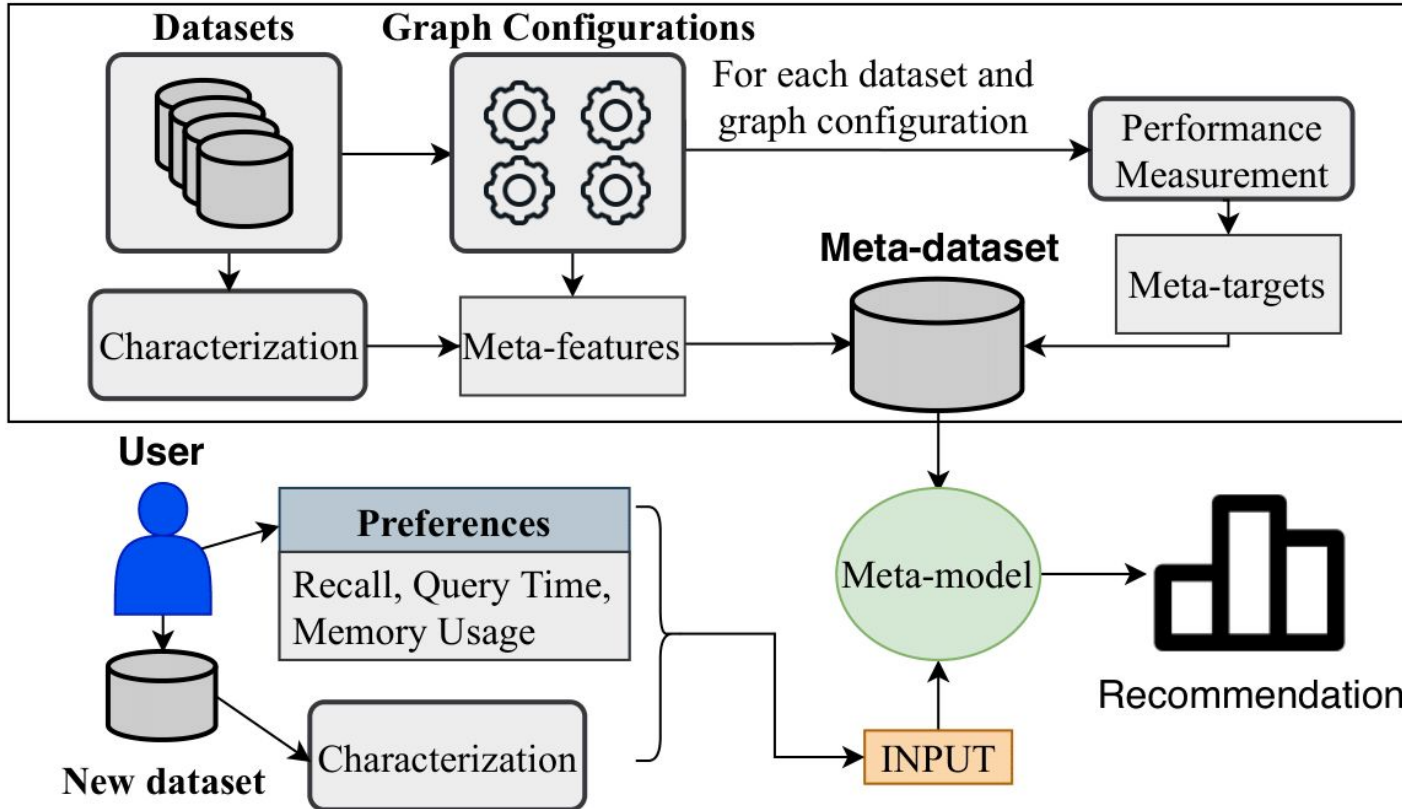 Datasets
Graph Configurations
For each dataset and
graph configuration
Performance
Measurement
Meta-dataset
Meta-targets
Characterization
Meta-features
User
Preferences
Recall, Query Time,
Memory Usage
Meta-model
Recommendation
Characterization
INPUT
New dataset